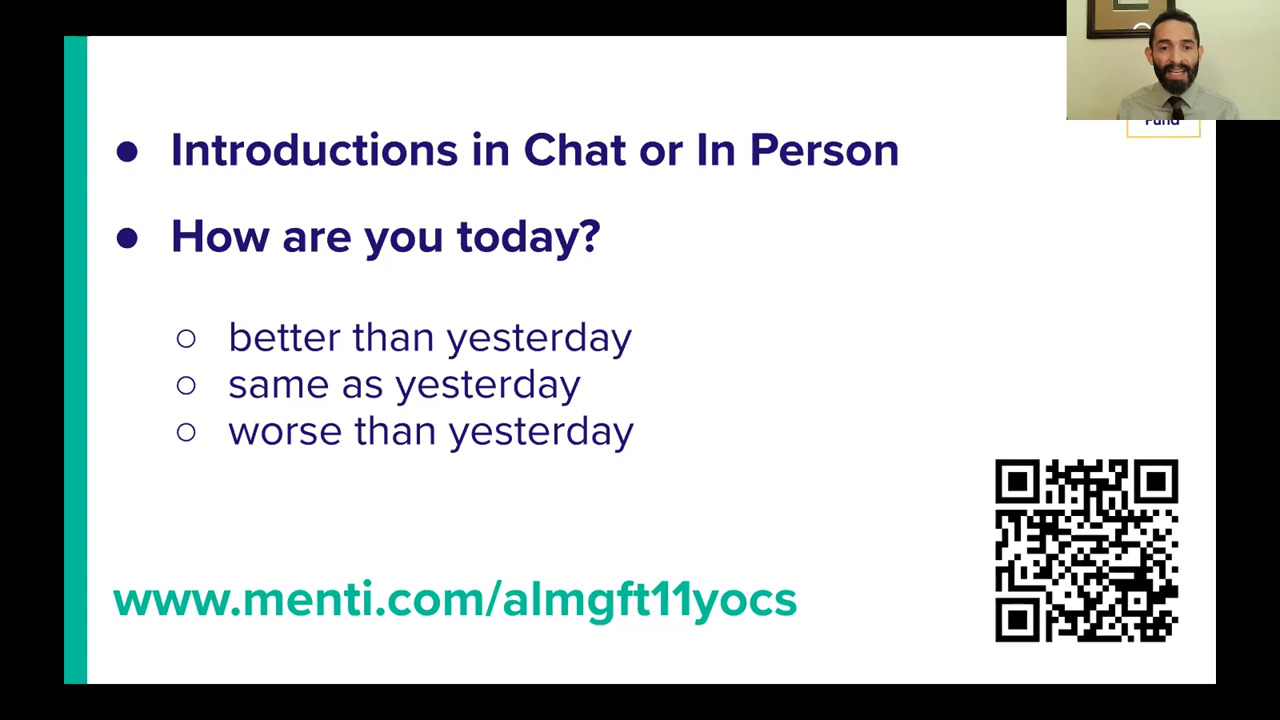 Fund
● Introductions in Chat or In Person
● How are you today?
○ better than yesterday
○ same as yesterday
○ worse than yesterday
www.menti.com/almgft11yocs